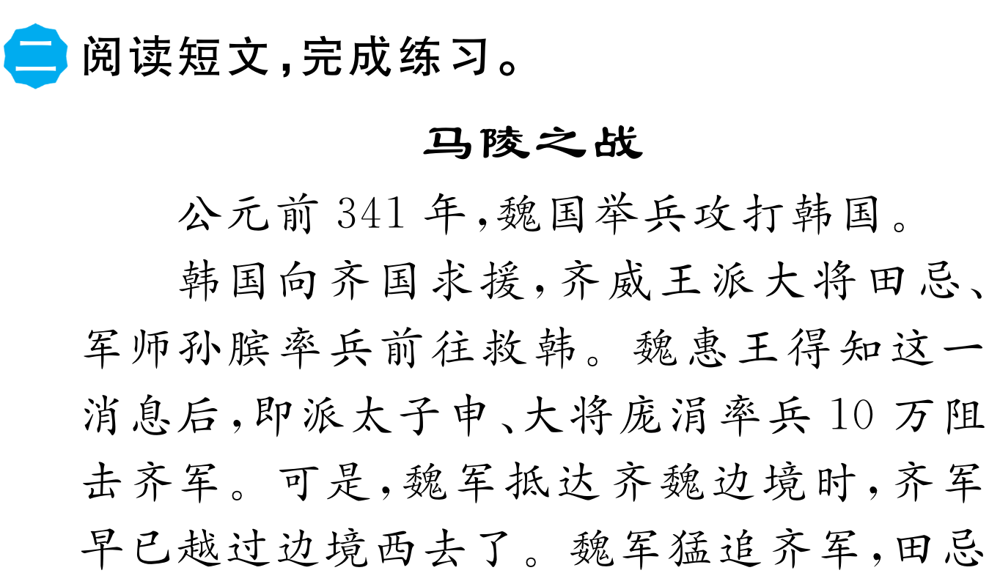 二 阅读短文,完成练习。
马陵之战
公元前 341 年,魏国举兵攻打韩国。
韩国向齐国求援,齐威王派大将田忌、
军师孙膑率兵前往救韩。魏惠王得知这一
消息后,即派太子申、大将庞涓率兵 10 万阻
击齐军。可是,魏军抵达齐魏边境时,齐军
早已越过边境西去了。魏军猛追齐军,田忌